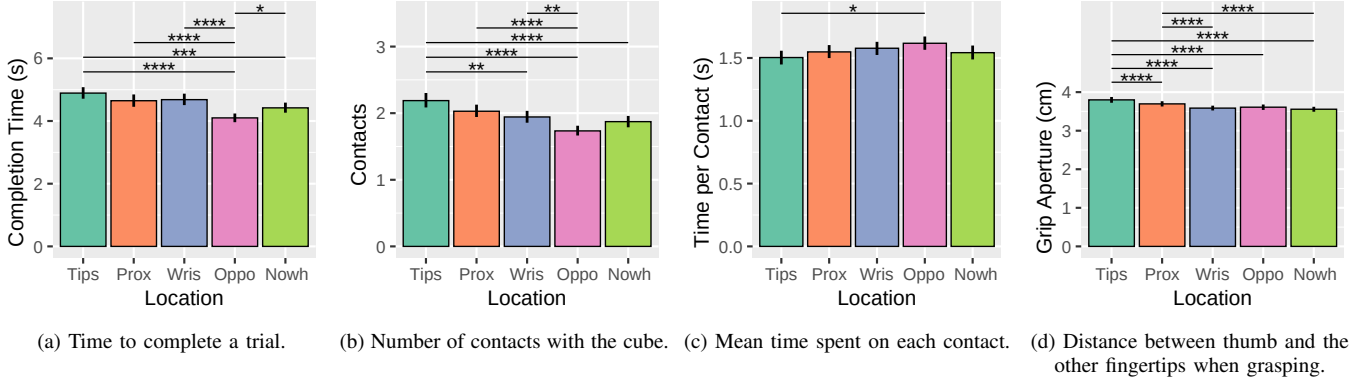 *
****
****
***
****
6
4
2
0
Completion Time (s)
Tips Prox Wris Oppo Nowh
Location
(a) Time to complete a trial.
**
****
****
****
**
3
2
1
0
Contacts
Tips Prox Wris Oppo Nowh
Location
(b) Number of contacts with the cube.
*
1.5
1.0
0.5
0.0
Time per Contact (s)
Tips Prox Wris Oppo Nowh
Location
(c) Mean time spent on each contact.
****
****
****
****
****
****
4
3
2
1
0
Grip Aperture (cm)
Tips Prox Wris Oppo Nowh
Location
(d) Distance between thumb and the
other fingertips when grasping.